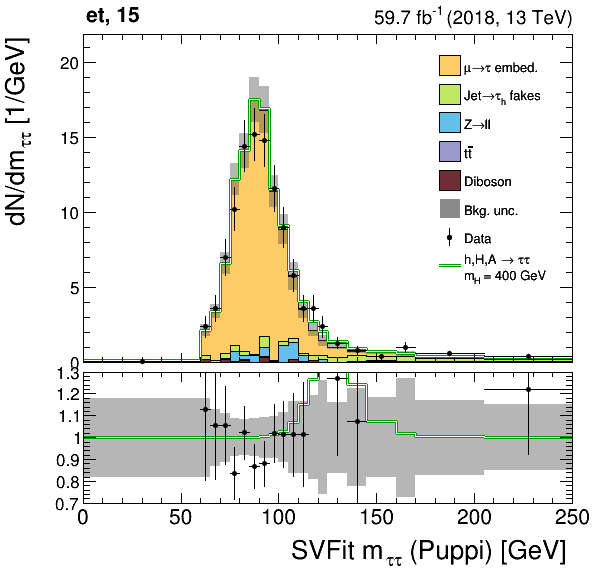 et, 15
59.7 fb⁻¹ (2018, 13 TeV)
dN/dm_ττ [1/GeV]
20
15
10
5
0
μ→τ embed.
Jet→τ_h fakes
Z→ll
tt̄
Diboson
Bkg. unc.
Data
h,H,A → ττ
m_H = 400 GeV
1.3
1.2
1.1
1
0.9
0.8
0.7
0 50 100 150 200 250
SVFit m_ττ (Puppi) [GeV]